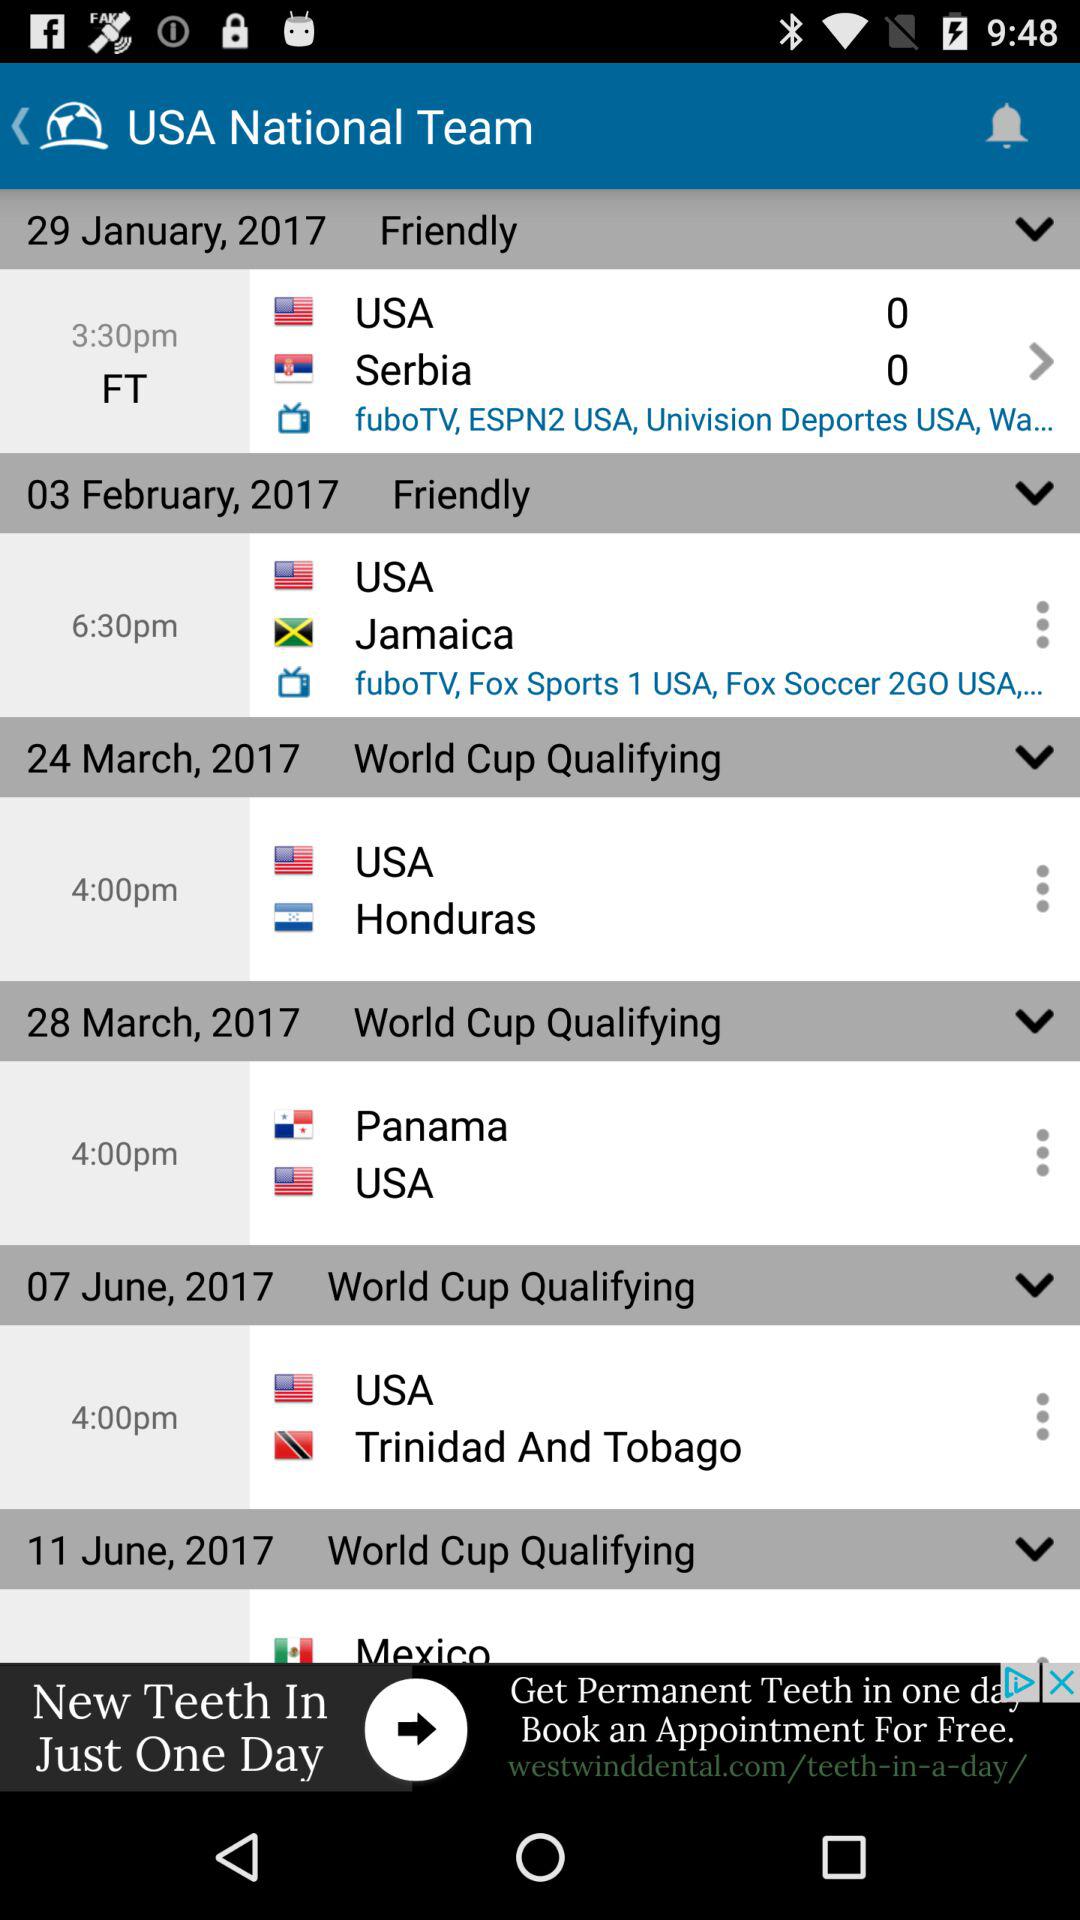 FAK
9:48
USA National Team
29 January, 2017 Friendly
3:30pm
FT
USA 0
Serbia 0
fuboTV, ESPN2 USA, Univision Deportes USA, Wa...
03 February, 2017 Friendly
6:30pm
USA
Jamaica
fuboTV, Fox Sports 1 USA, Fox Soccer 2GO USA,...
24 March, 2017 World Cup Qualifying
4:00pm
USA
Honduras
28 March, 2017 World Cup Qualifying
4:00pm
Panama
USA
07 June, 2017 World Cup Qualifying
4:00pm
USA
Trinidad And Tobago
11 June, 2017 World Cup Qualifying
Mexico
New Teeth In
Just One Day
Get Permanent Teeth in one day
Book an Appointment For Free.
westwinddental.com/teeth-in-a-day/